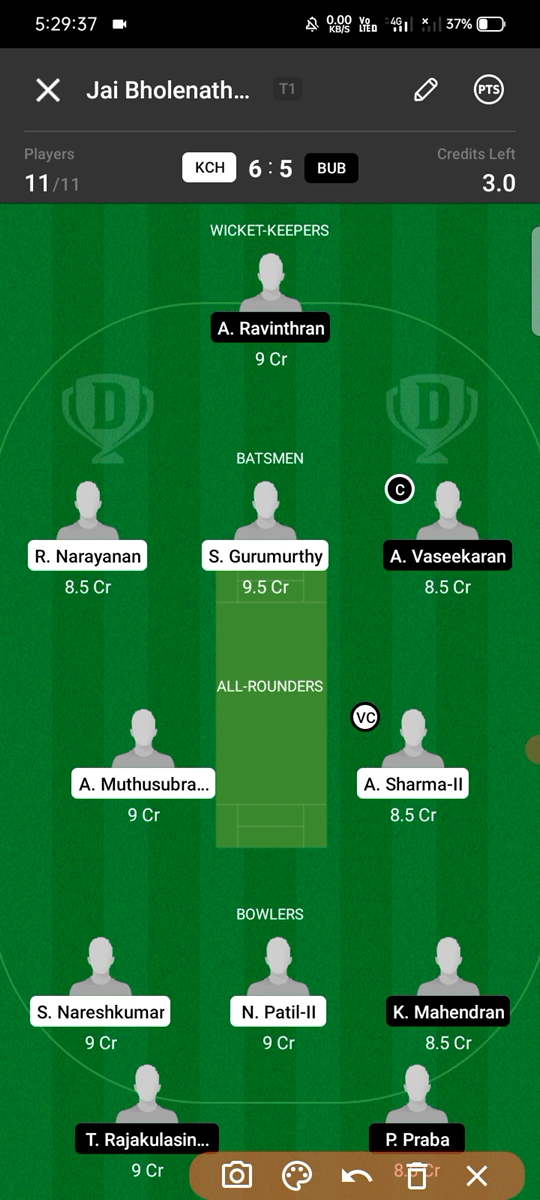 5:29:37
0.00 KB/S
Vo LTED
4G
37%
Jai Bholenath...
T1
PTS
Players
Credits Left
11/11
KCH 6 : 5 BUB
3.0
WICKET-KEEPERS
A. Ravinthran
9 Cr
D
D
BATSMEN
C
R. Narayanan
S. Gurumurthy
A. Vaseekaran
8.5 Cr
9.5 Cr
8.5 Cr
ALL-ROUNDERS
VC
A. Muthusubra...
A. Sharma-II
9 Cr
8.5 Cr
BOWLERS
S. Nareshkumar
N. Patil-II
K. Mahendran
9 Cr
9 Cr
8.5 Cr
T. Rajakulasin...
P. Praba
9 Cr
Cr